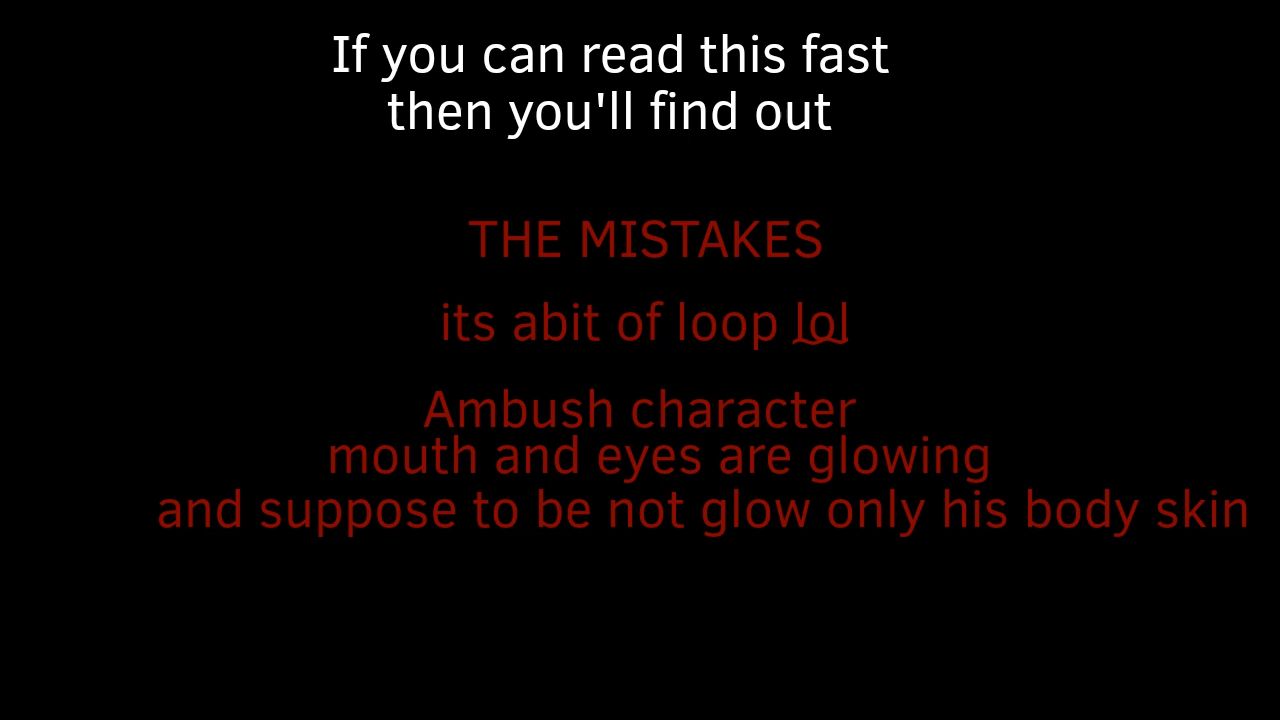 If you can read this fast
then you'll find out
THE MISTAKES
its abit of loop lol
Ambush character
mouth and eyes are glowing
and suppose to be not glow only his body skin